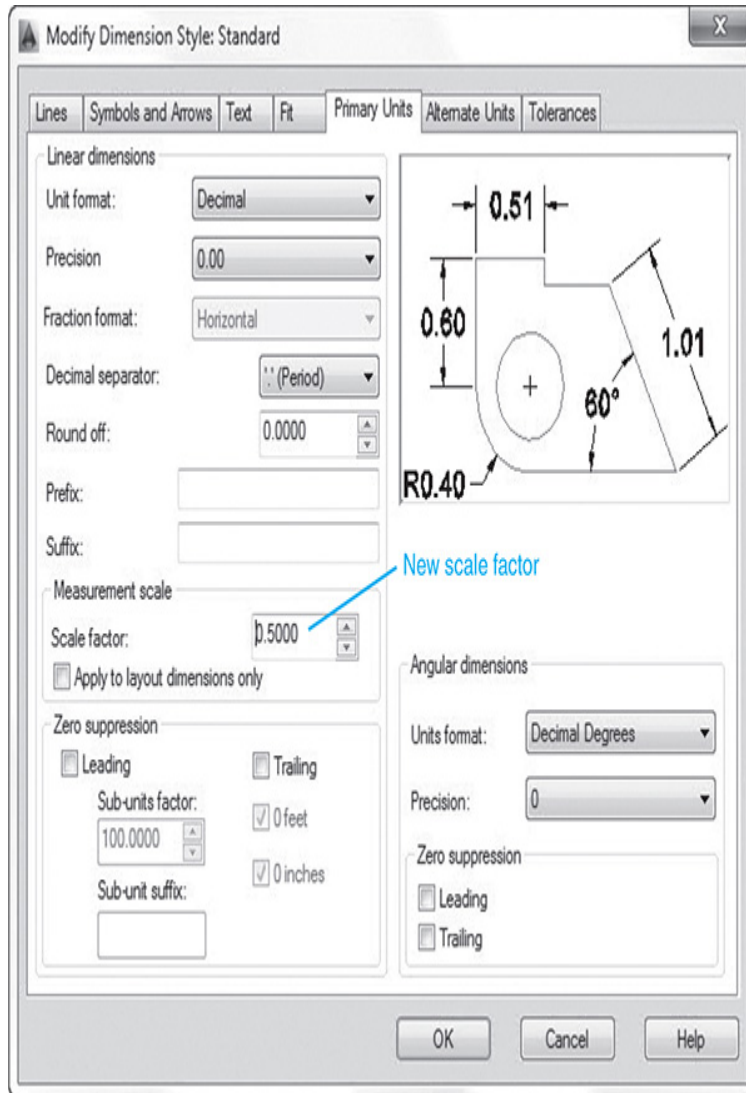 Modify Dimension Style: Standard
X
Lines Symbols and Arrows Text Fit Primary Units Alternate Units Tolerances
Linear dimensions
Unit format: Decimal
Precision 0.00
Fraction format: Horizontal
Decimal separator: '.' (Period)
Round off: 0.0000
Prefix:
Suffix:
Measurement scale
Scale factor: 0.5000
Apply to layout dimensions only
Zero suppression
Leading Trailing
Sub-units factor: 0 feet
100.0000
0 inches
Sub-unit suffix:
0.51
0.60
1.01
60°
R0.40
New scale factor
Angular dimensions
Units format: Decimal Degrees
Precision: 0
Zero suppression
Leading
Trailing
OK Cancel Help